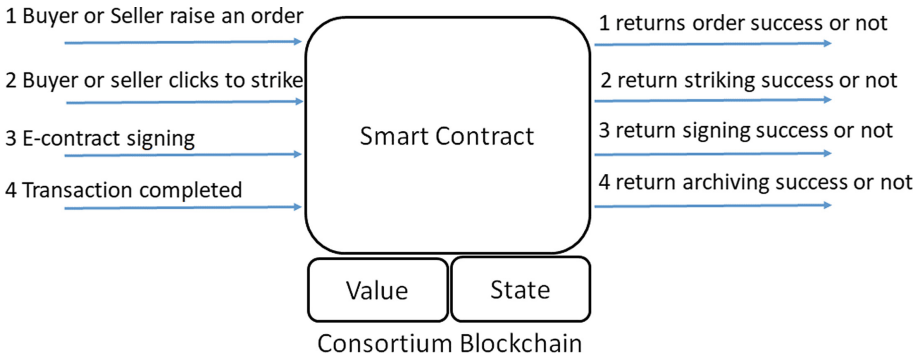 1 Buyer or Seller raise an order
2 Buyer or seller clicks to strike
3 E-contract signing
4 Transaction completed
Smart Contract
1 returns order success or not
2 return striking success or not
3 return signing success or not
4 return archiving success or not
Value
State
Consortium Blockchain